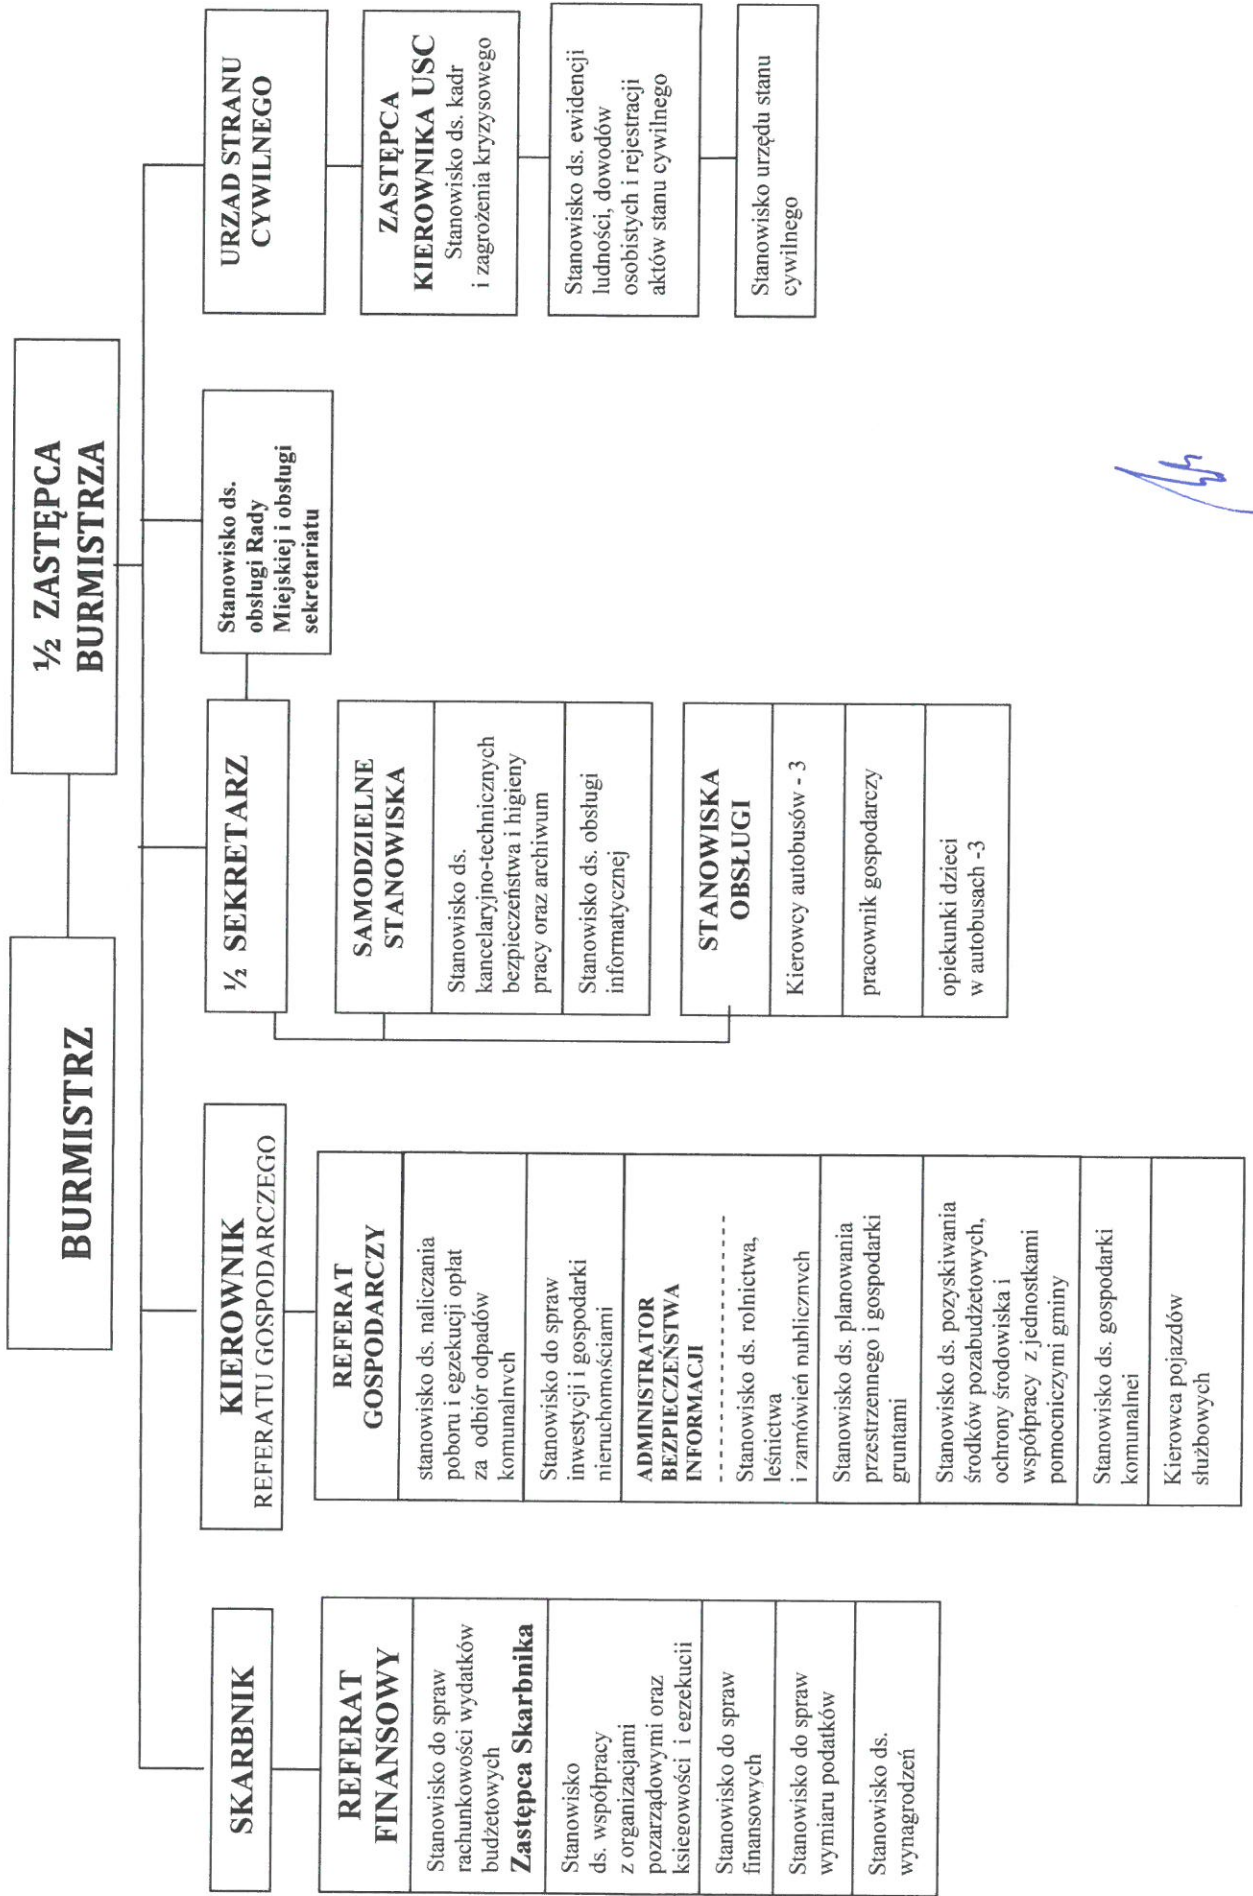 BURMISTRZ
½ ZASTĘPCA
BURMISTRZA
SKARBNIK
REFERAT
FINANSOWY
Stanowisko do spraw
rachunkowości wydatków
budżetowych
Zastępca Skarbnika
Stanowisko
ds. współpracy
z organizacjami
pozarządowymi oraz
księgowości i egzekucji
Stanowisko do spraw
finansowych
Stanowisko do spraw
wymiaru podatków
Stanowisko ds.
wynagrodzeń
KIEROWNIK
REFERATU GOSPODARCZEGO
REFERAT
GOSPODARCZY
stanowisko ds. naliczania
poboru i egzekucji opłat
za odbiór odpadów
komunalnych
Stanowisko do spraw
inwestycji i gospodarki
nieruchomościami
ADMINISTRATOR
BEZPIECZEŃSTWA
INFORMACJI
Stanowisko ds. rolnictwa,
leśnictwa
i zamówień publicznych
Stanowisko ds. planowania
przestrzennego i gospodarki
gruntami
Stanowisko ds. pozyskiwania
środków pozabudżetowych,
ochrony środowiska i
współpracy z jednostkami
pomocniczymi gminy
Stanowisko ds. gospodarki
komunalnej
Kierowca pojazdów
służbowych
½ SEKRETARZ
SAMODZIELNE
STANOWISKA
Stanowisko ds.
kancelaryjno-technicznych
bezpieczeństwa i higieny
pracy oraz archiwum
Stanowisko ds. obsługi
informatycznej
STANOWISKA
OBSŁUGI
Kierowcy autobusów - 3
pracownik gospodarczy
opiekunki dzieci
w autobusach -3
Stanowisko ds.
obsługi Rady
Miejskiej i obsługi
sekretariatu
URZAD STRANU
CYWILNEGO
ZASTĘPCA
KIEROWNIKA USC
Stanowisko ds. kadr
i zagrożenia kryzysowego
Stanowisko ds. ewidencji
ludności, dowodów
osobistych i rejestracji
aktów stanu cywilnego
Stanowisko urzędu stanu
cywilnego